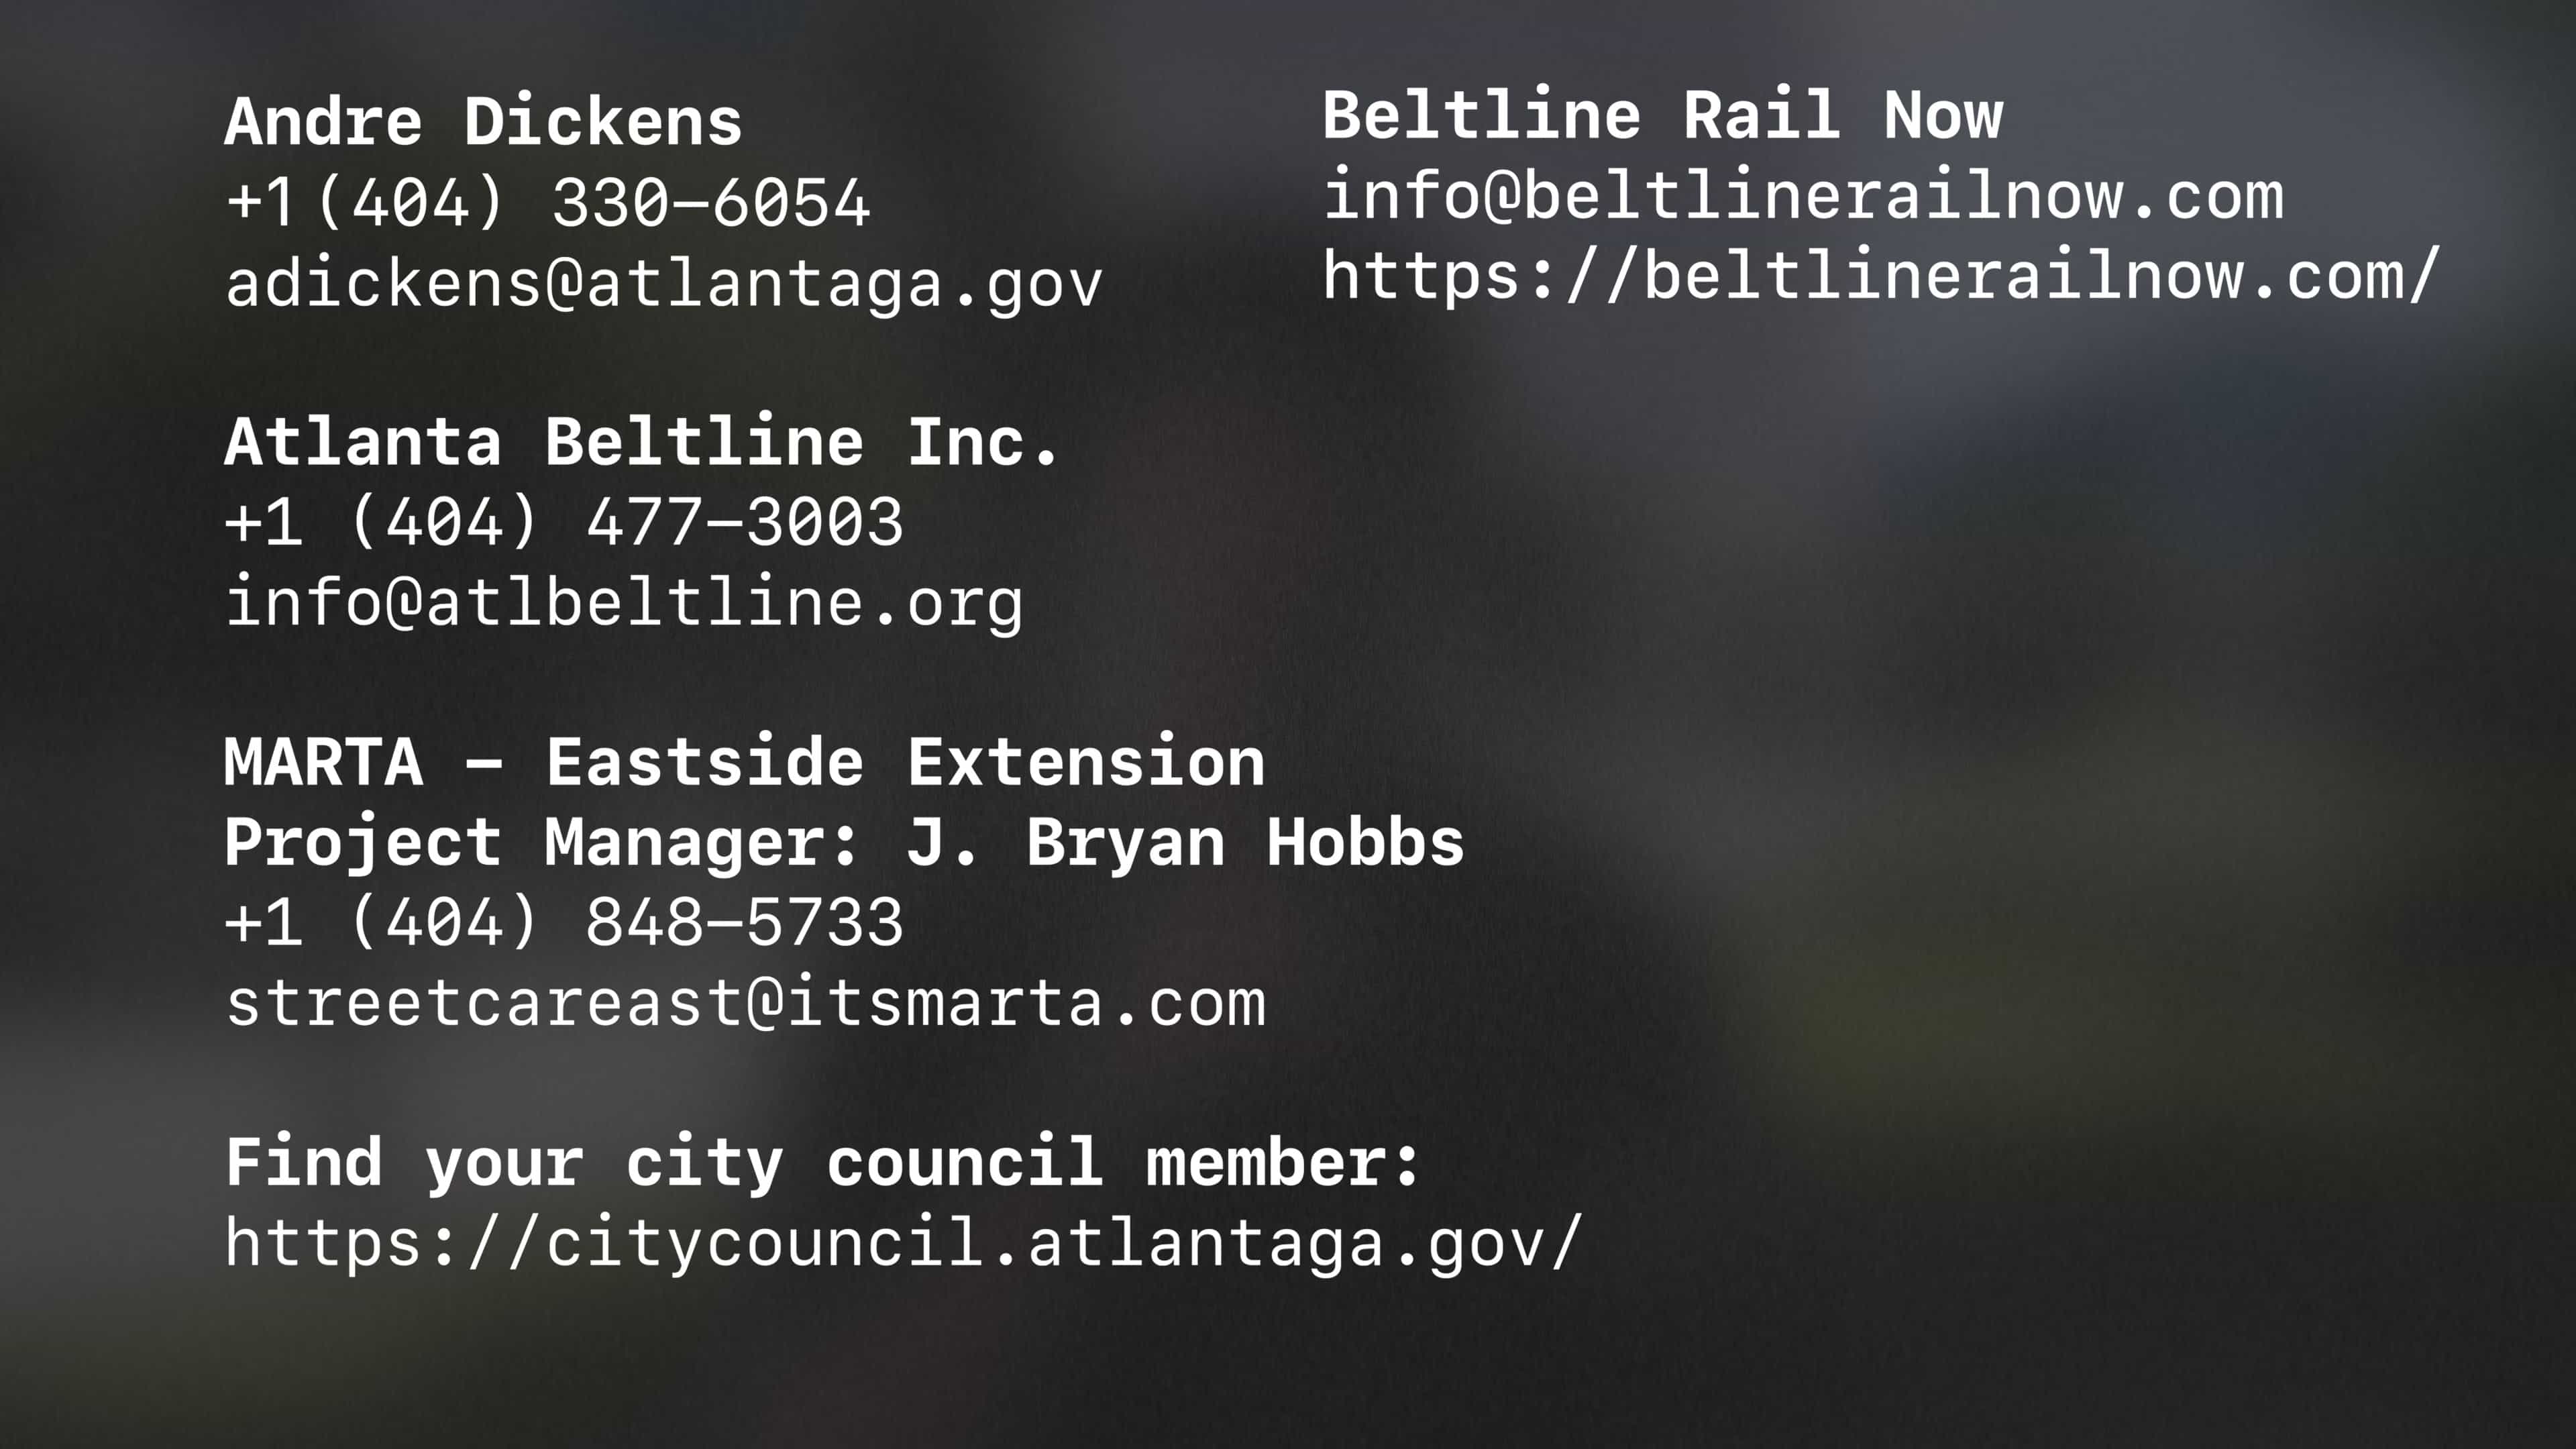 Andre Dickens
+1 (404) 330-6054
adickens@atlantaga.gov
Atlanta Beltline Inc.
+1 (404) 477-3003
info@atlbeltline.org
MARTA - Eastside Extension
Project Manager: J. Bryan Hobbs
+1 (404) 848-5733
streetcareast@itsmarta.com
Find your city council member:
https://citycouncil.atlantaga.gov/
Beltline Rail Now
info@beltlinerailnow.com
https://beltlinerailnow.com/